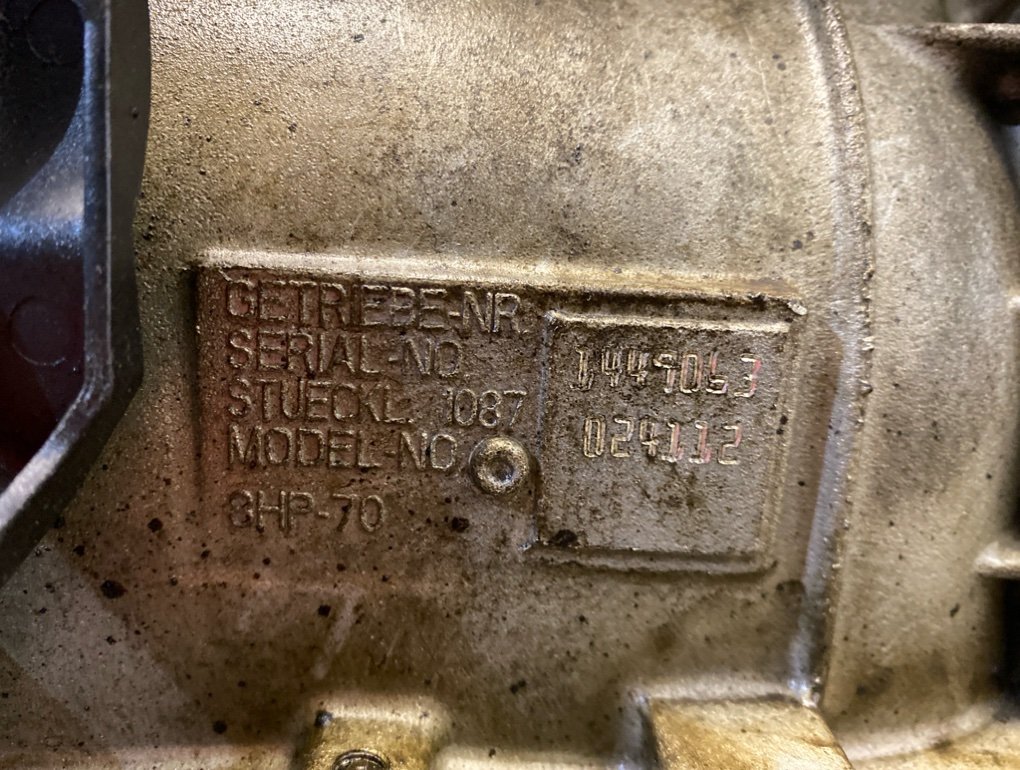 GETRIEBE-NR.
SERIAL-NO. 1449063
STUECKL. 1087 024112
MODEL-NO.
8HP-70